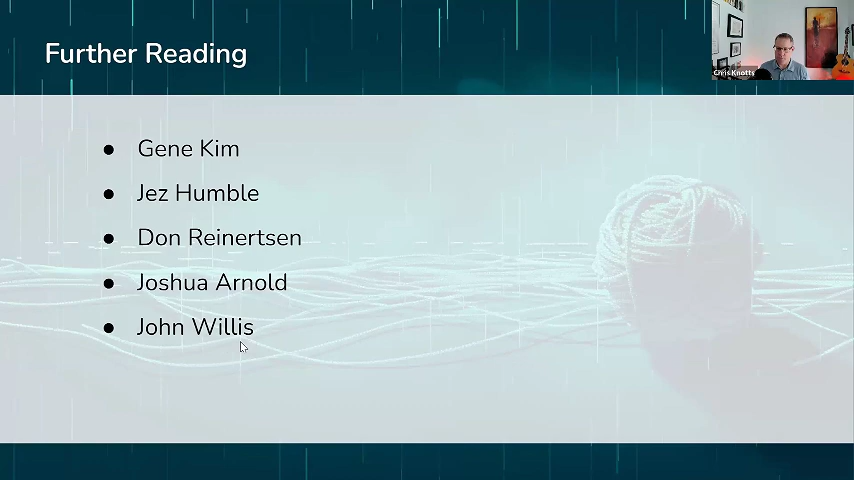 Further Reading
Chris Knotts
● Gene Kim
● Jez Humble
● Don Reinertsen
● Joshua Arnold
● John Willis